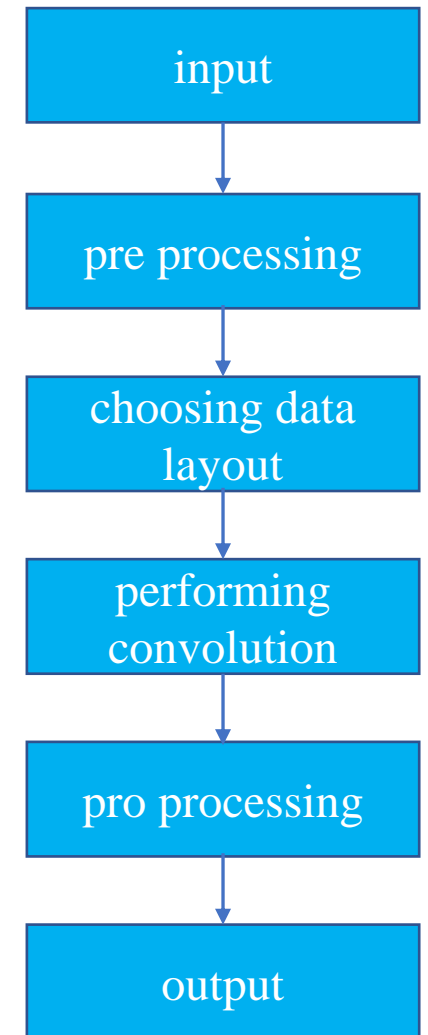 input
pre processing
choosing data
layout
performing
convolution
pro processing
output